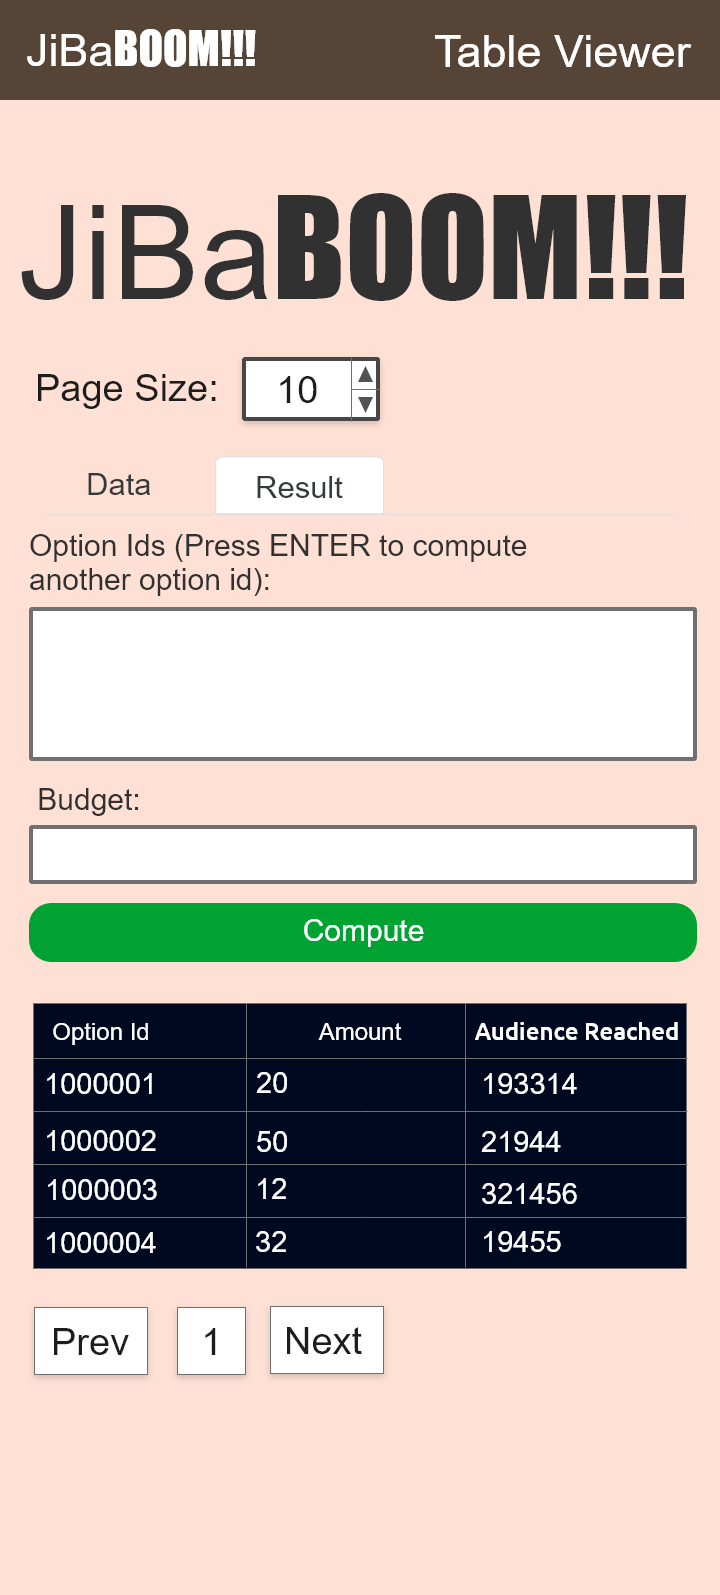 JiBaBOOM!!! Table Viewer
JiBaBOOM!!!
Page Size: 10
Data Result
Option Ids (Press ENTER to compute
another option id):
Budget:
Compute
Option Id Amount Audience Reached
1000001 20 193314
1000002 50 21944
1000003 12 321456
1000004 32 19455
Prev 1 Next